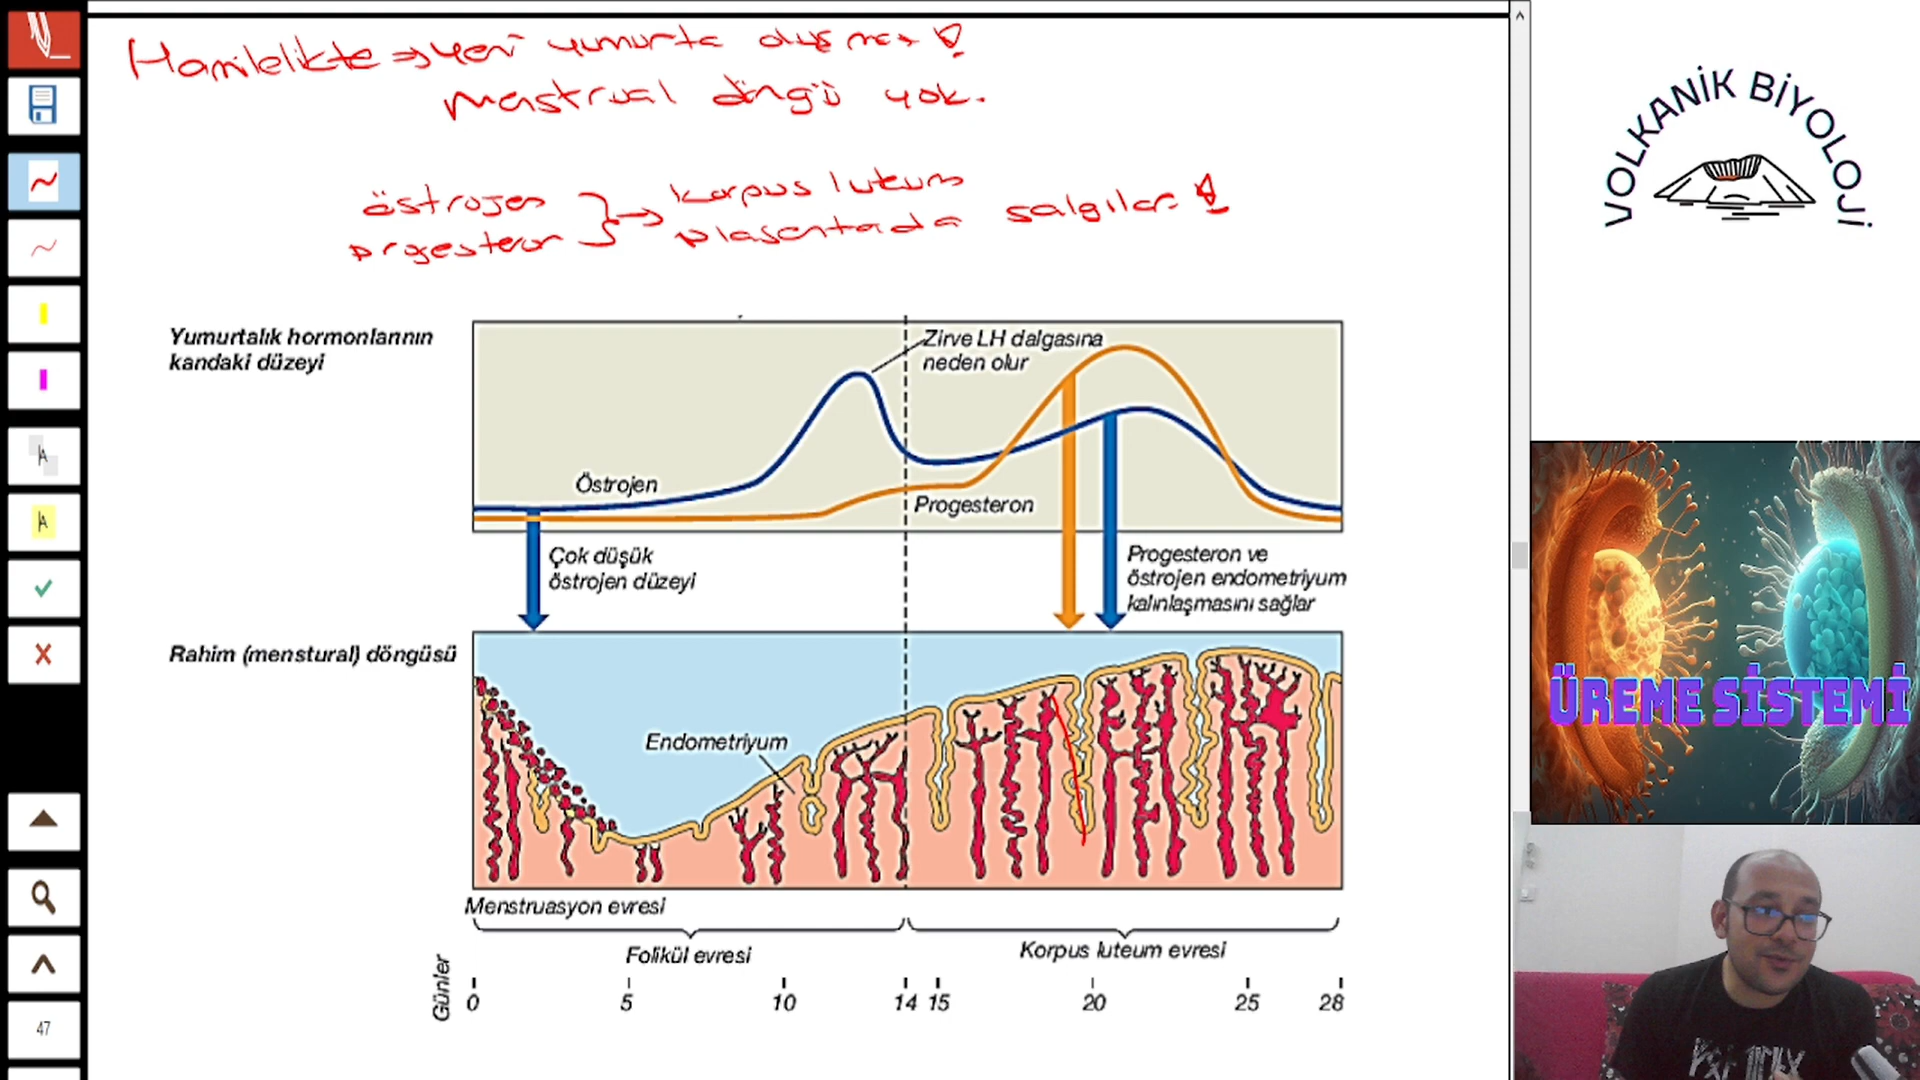 Hamilelikte → yeni yumurta oluşmaz !
menstrual döngü yok.
östrojen
prgesteron
korpus luteum
plasentada
salgılar !
Yumurtalık hormonlarının
kandaki düzeyi
Zirve LH dalgasına
neden olur
Östrojen
Progesteron
Çok düşük
östrojen düzeyi
Progesteron ve
östrojen endometriyum
kalınlaşmasını sağlar
Rahim (menstural) döngüsü
Endometriyum
Menstruasyon evresi
Folikül evresi
Korpus luteum evresi
Günler
0 5 10 14 15 20 25 28
A
A
47
VOLKANİK BİYOLOJİ
ÜREME SİSTEMİ